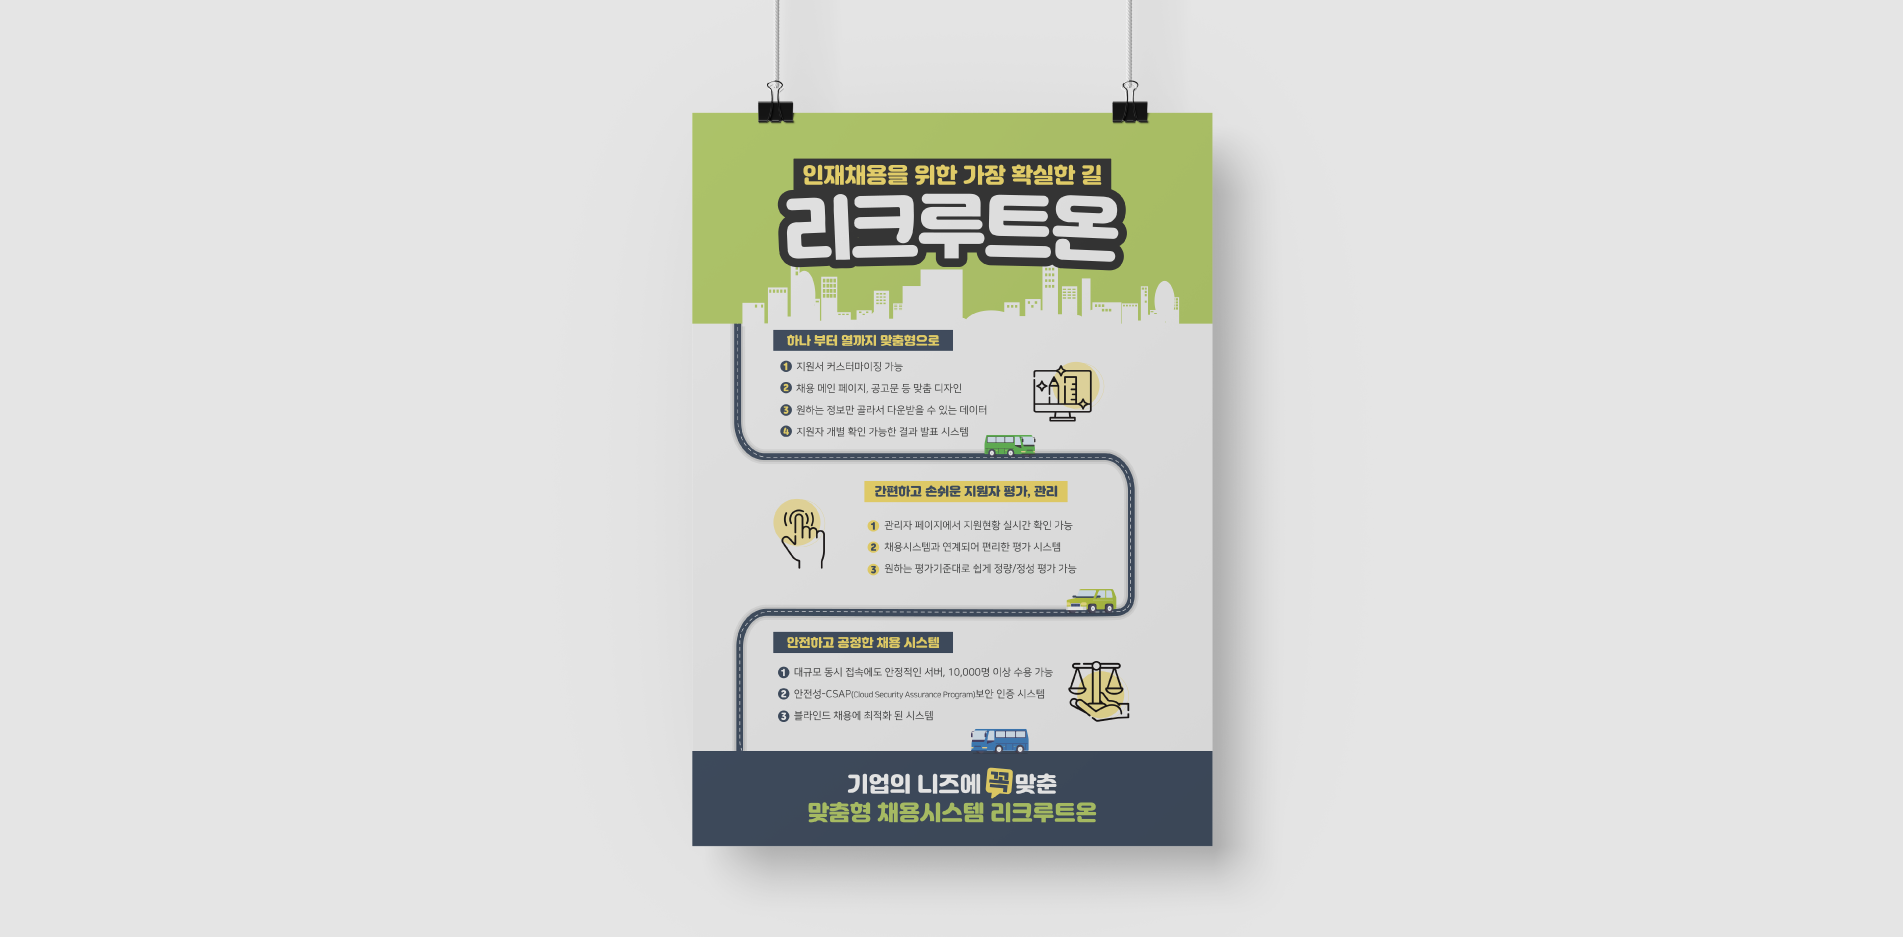 인재채용을 위한 가장 확실한 길
리크루트온
하나 부터 열까지 맞춤형으로
1 지원서 커스터마이징 가능
2 채용 메인 페이지, 공고문 등 맞춤 디자인
3 원하는 정보만 골라서 다운받을 수 있는 데이터
4 지원자 개별 확인 가능한 결과 발표 시스템
간편하고 손쉬운 지원자 평가, 관리
1 관리자 페이지에서 지원현황 실시간 확인 가능
2 채용시스템과 연계되어 편리한 평가 시스템
3 원하는 평가기준대로 쉽게 정량/정성 평가 가능
안전하고 공정한 채용 시스템
1 대규모 동시 접속에도 안정적인 서버, 10,000명 이상 수용 가능
2 안전성-CSAP(Cloud Security Assurance Program)보안 인증 시스템
3 블라인드 채용에 최적화 된 시스템
기업의 니즈에 꼭 맞춘
맞춤형 채용시스템 리크루트온